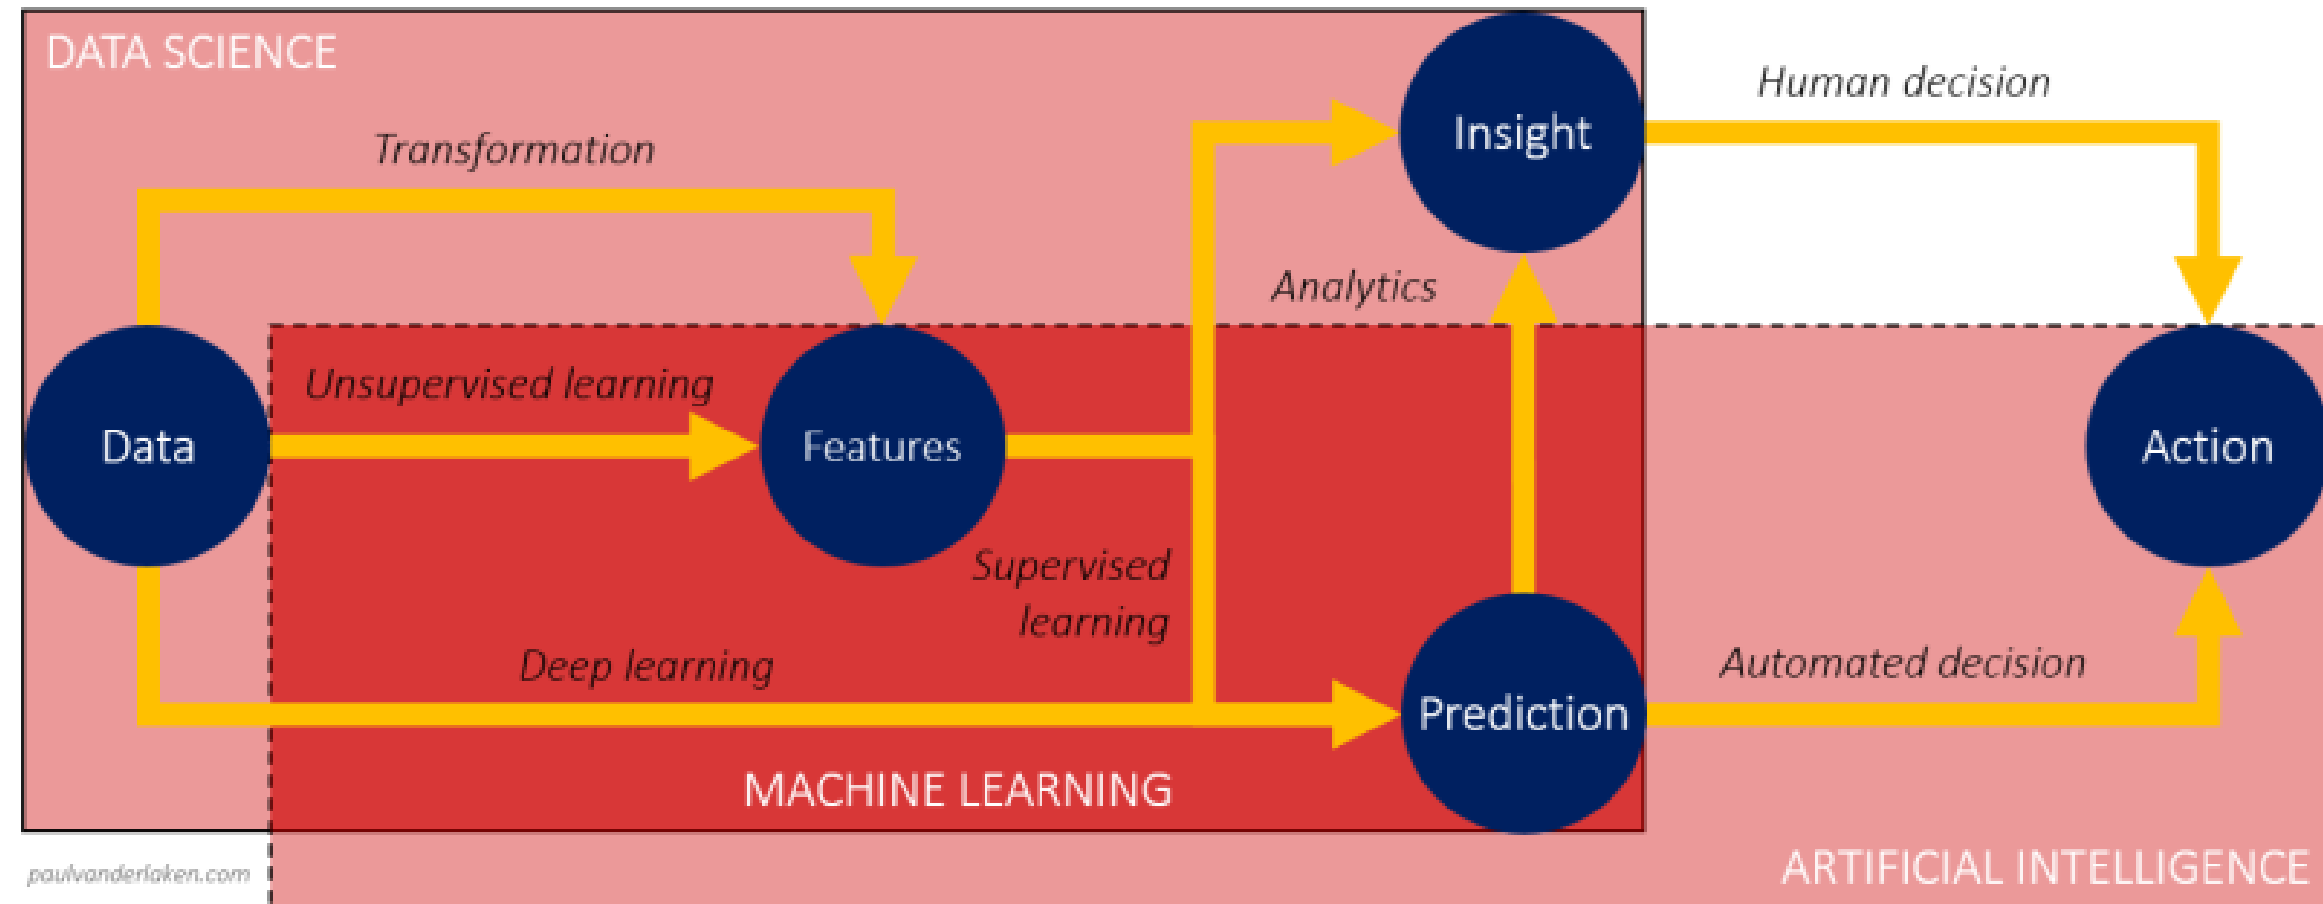 DATA SCIENCE
Human decision
Transformation
Insight
Analytics
Unsupervised learning
Data
Features
Action
Supervised
learning
Deep learning
Automated decision
Prediction
MACHINE LEARNING
paulvanderlaken.com
ARTIFICIAL INTELLIGENCE